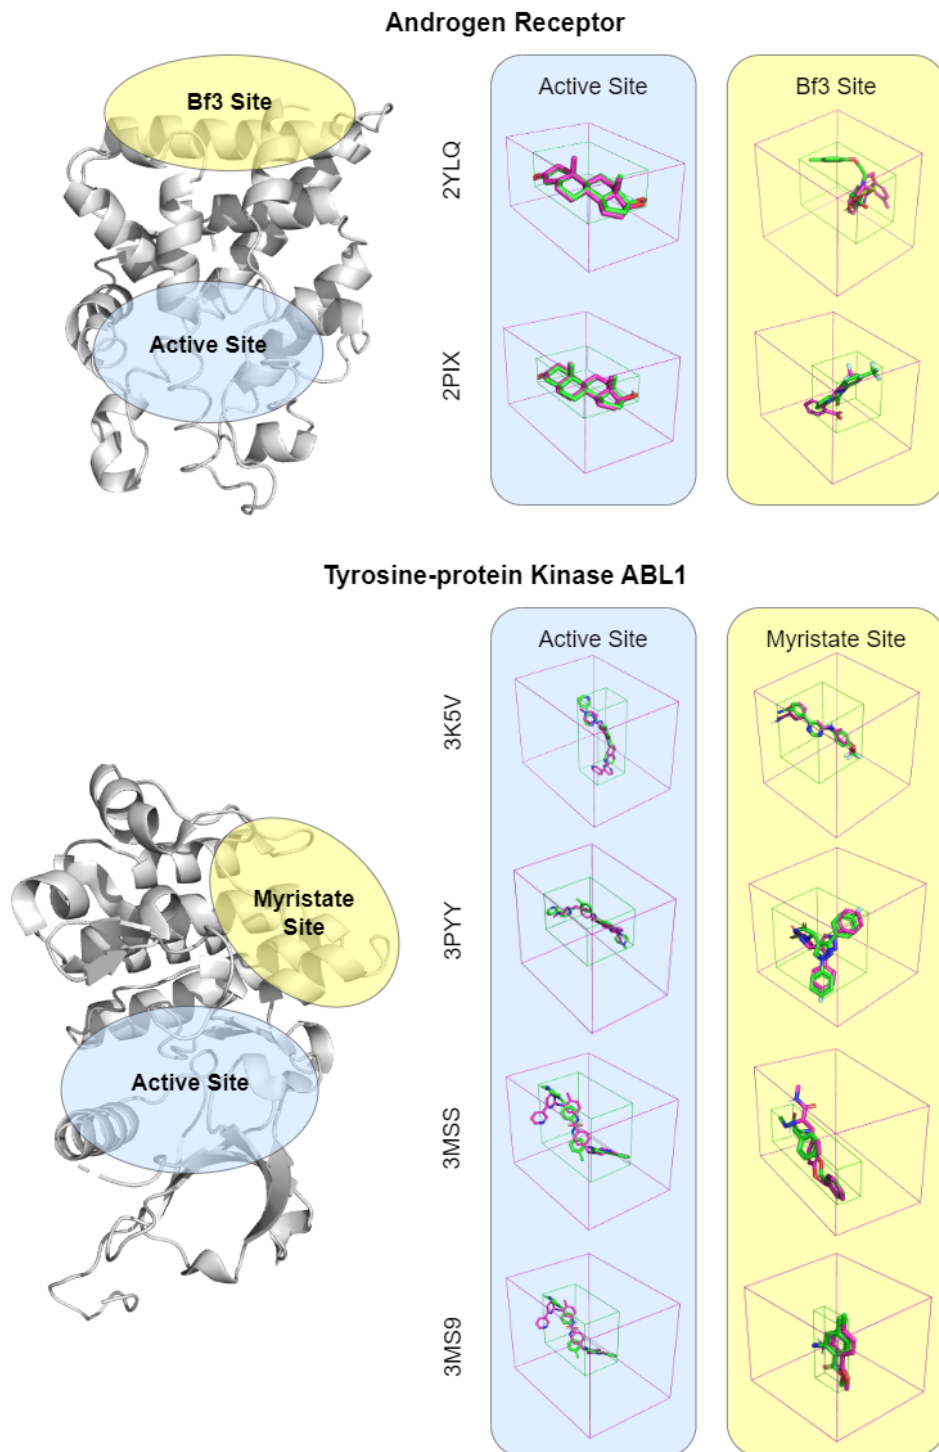 Androgen Receptor
Bf3 Site
Active Site
Active Site
Bf3 Site
2YLQ
2PIX
Tyrosine-protein Kinase ABL1
Myristate
Site
Active Site
Active Site
Myristate Site
3K5V
3PYY
3MSS
3MS9